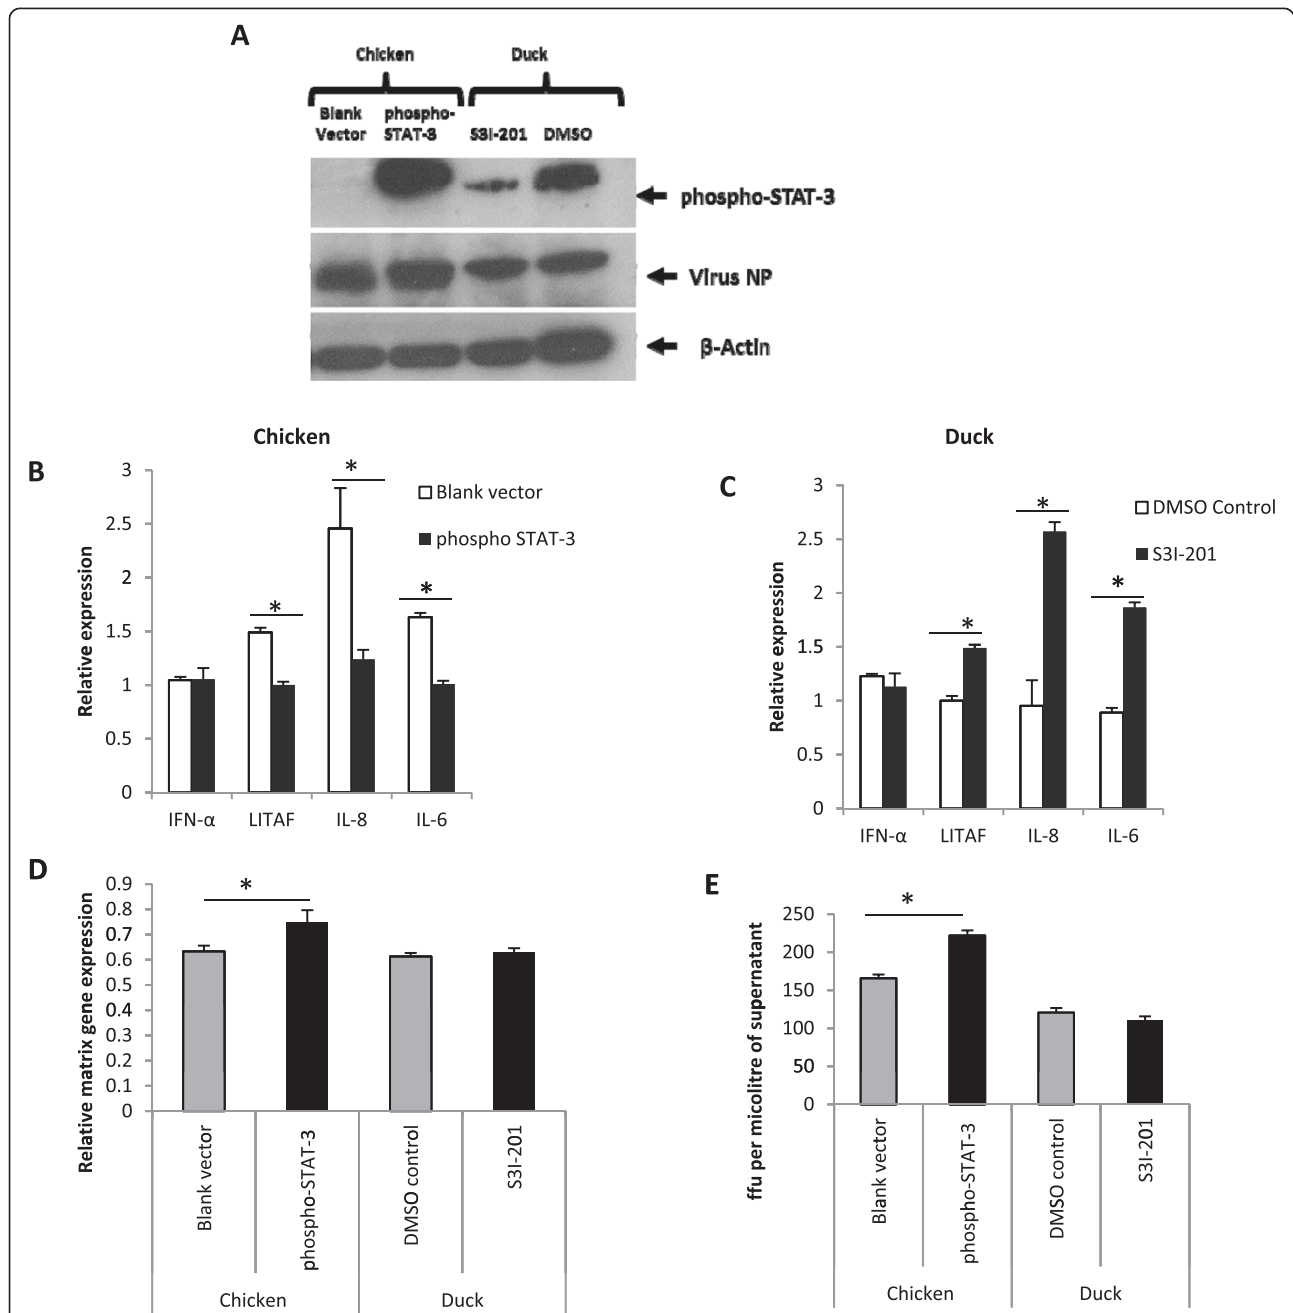 A
Chicken
Duck
Blank Vector
phospho-STAT-3
S3I-201
DMSO
phospho-STAT-3
Virus NP
β-Actin
B
Chicken
Relative expression
3
2.5
2
1.5
1
0.5
0
*
*
*
Blank vector
phospho STAT-3
IFN-α
LITAF
IL-8
IL-6
C
Duck
Relative expression
3
2.5
2
1.5
1
0.5
0
*
*
*
DMSO Control
S3I-201
IFN-α
LITAF
IL-8
IL-6
D
Relative matrix gene expression
0.9
0.8
0.7
0.6
0.5
0.4
0.3
0.2
0.1
0
*
Blank vector
phospho-STAT-3
DMSO control
S3I-201
Chicken
Duck
E
ffu per micolitre of supernatant
250
200
150
100
50
0
*
Blank vector
phospho-STAT-3
DMSO control
S3I-201
Chicken
Duck